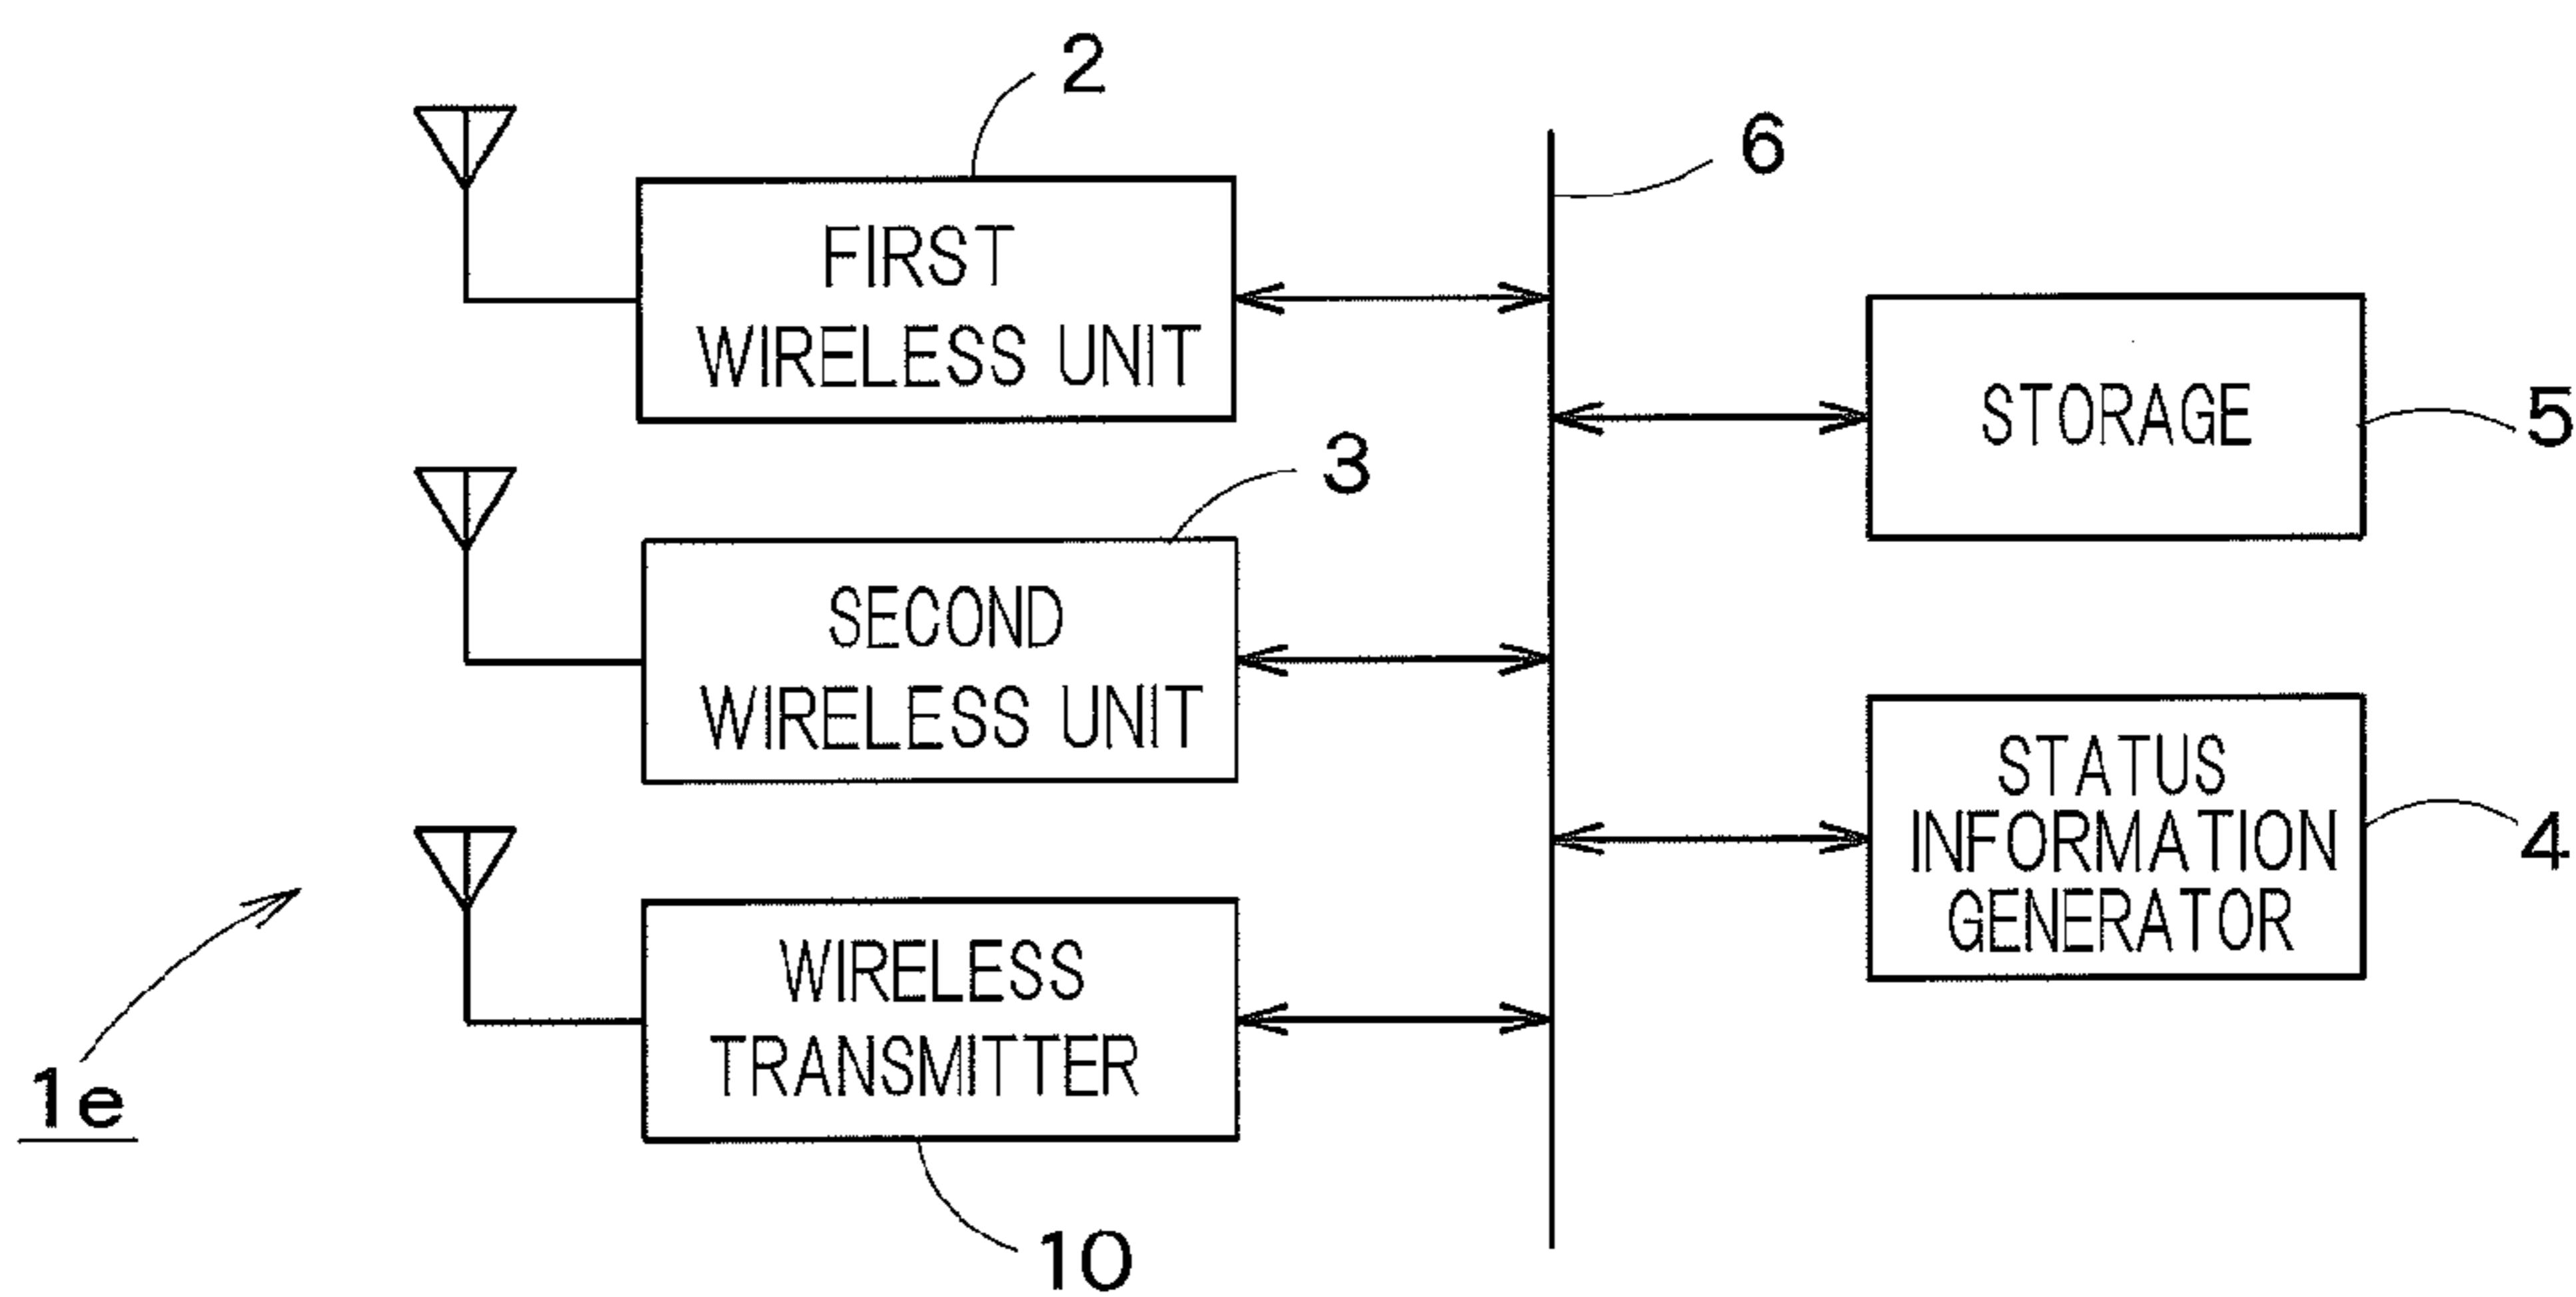 2
FIRST
WIRELESS UNIT
6
STORAGE
5
3
SECOND
WIRELESS UNIT
STATUS
INFORMATION
GENERATOR
4
WIRELESS
TRANSMITTER
1e
10